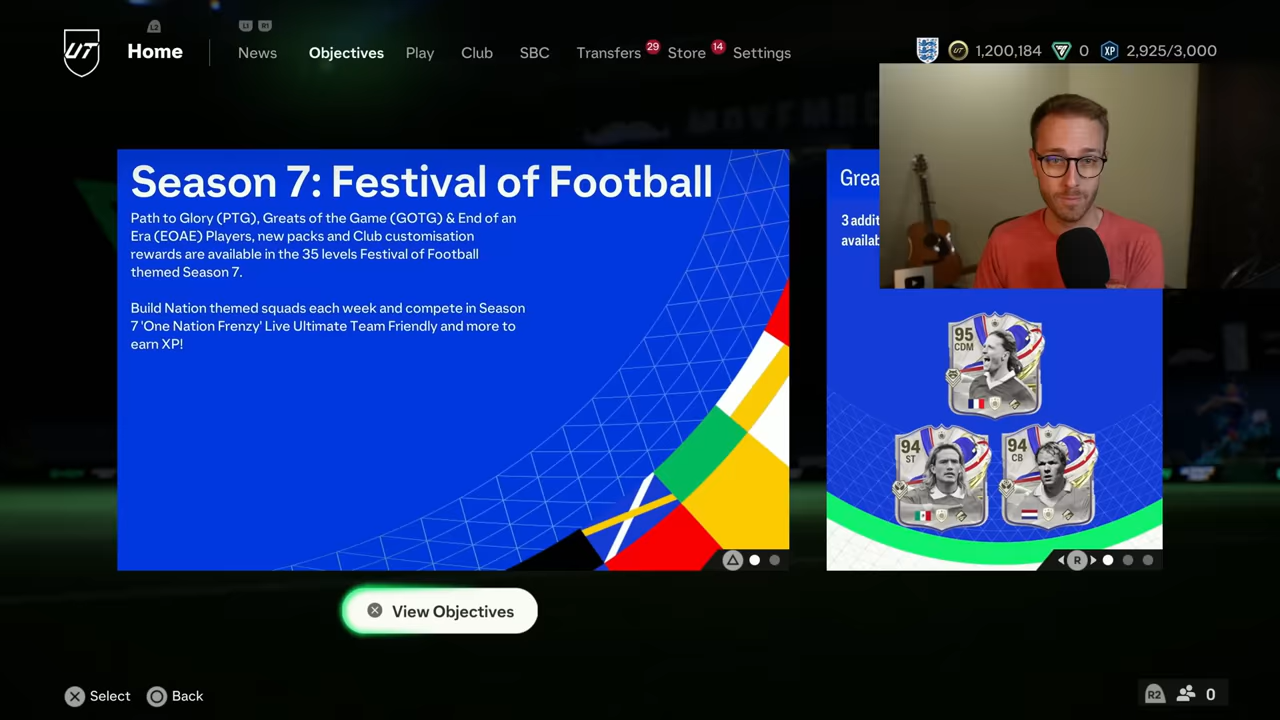 L2
L1 R1
UT Home News Objectives Play Club SBC Transfers 29 Store 14 Settings
UT 1,200,184 0 XP 2,925/3,000
Season 7: Festival of Football
Path to Glory (PTG), Greats of the Game (GOTG) & End of an
Era (EOAE) Players, new packs and Club customisation
rewards are available in the 35 levels Festival of Football
themed Season 7.
Build Nation themed squads each week and compete in Season
7 'One Nation Frenzy' Live Ultimate Team Friendly and more to
earn XP!
Grea
3 addit
availab
95
CDM
94
ST
94
CB
R
View Objectives
Select Back
R2 0